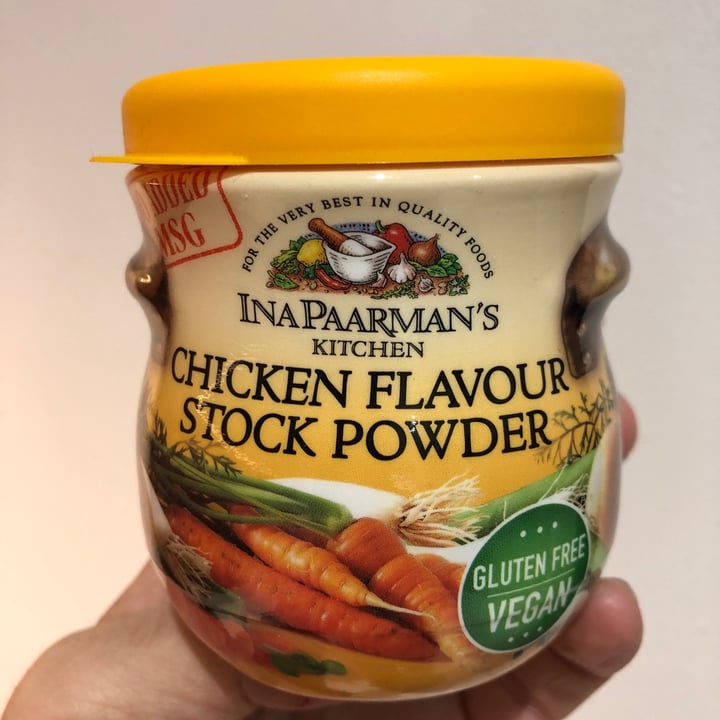 ADDED
MSG
FOR THE VERY BEST IN QUALITY FOODS
INA PAARMAN'S
KITCHEN
CHICKEN FLAVOUR
STOCK POWDER
GLUTEN FREE
VEGAN